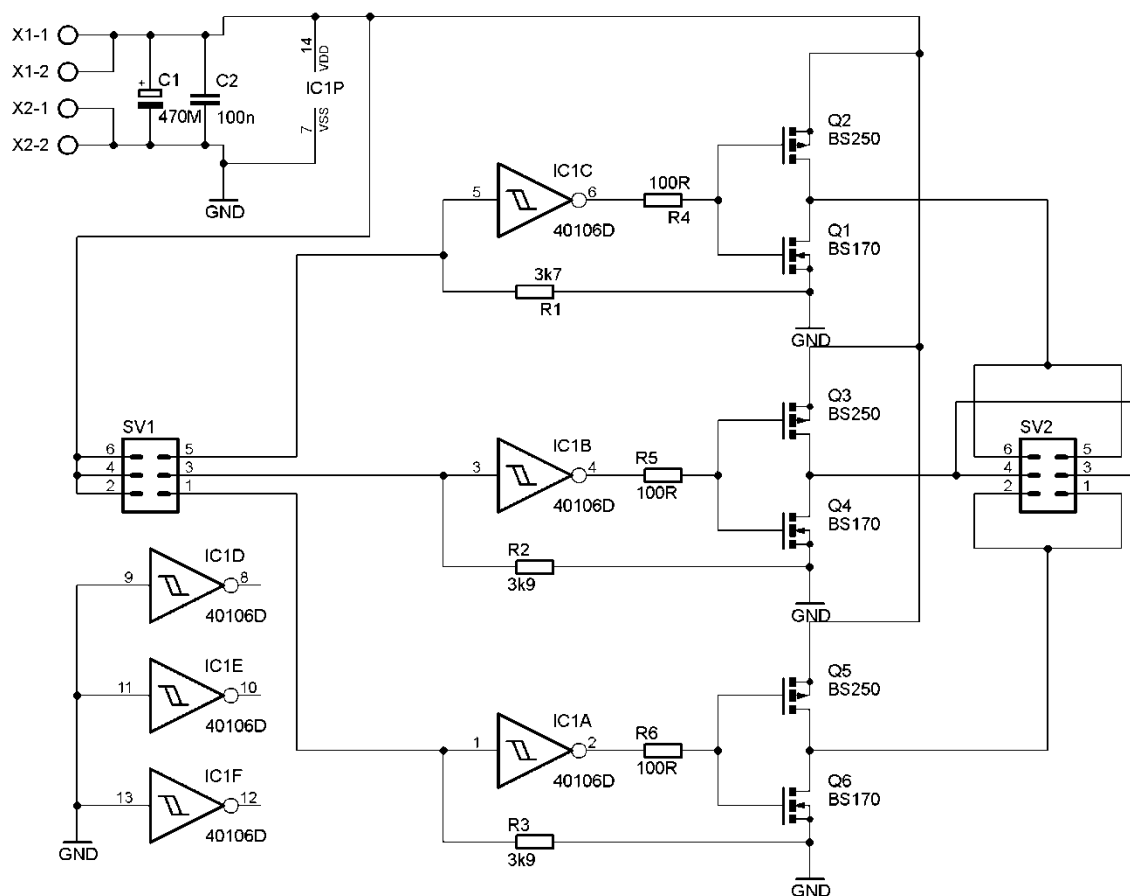 X1-1
X1-2
X2-1
X2-2
+
C1
470M
C2
100n
14
VDD
IC1P
7
VSS
GND
Q2
BS250
IC1C
5
6
40106D
100R
R4
Q1
BS170
3k7
R1
GND
Q3
BS250
SV1
6
4
2
5
3
1
IC1B
3
4
40106D
R5
100R
Q4
BS170
R2
3k9
GND
SV2
6
4
2
5
3
1
IC1D
9
8
40106D
IC1E
11
10
40106D
IC1F
13
12
40106D
GND
Q5
BS250
IC1A
1
2
40106D
R6
100R
Q6
BS170
R3
3k9
GND